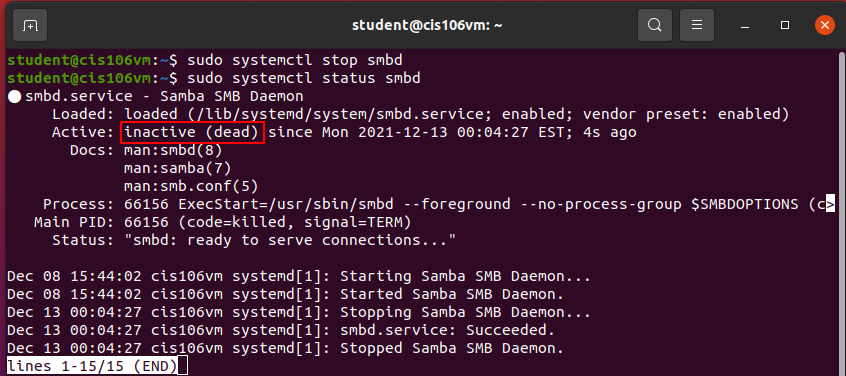 student@cis106vm: ~
student@cis106vm:~$ sudo systemctl stop smbd
student@cis106vm:~$ sudo systemctl status smbd
● smbd.service - Samba SMB Daemon
Loaded: loaded (/lib/systemd/system/smbd.service; enabled; vendor preset: enabled)
Active: inactive (dead) since Mon 2021-12-13 00:04:27 EST; 4s ago
Docs: man:smbd(8)
man:samba(7)
man:smb.conf(5)
Process: 66156 ExecStart=/usr/sbin/smbd --foreground --no-process-group $SMBDOPTIONS (c>
Main PID: 66156 (code=killed, signal=TERM)
Status: "smbd: ready to serve connections..."
Dec 08 15:44:02 cis106vm systemd[1]: Starting Samba SMB Daemon...
Dec 08 15:44:02 cis106vm systemd[1]: Started Samba SMB Daemon.
Dec 13 00:04:27 cis106vm systemd[1]: Stopping Samba SMB Daemon...
Dec 13 00:04:27 cis106vm systemd[1]: smbd.service: Succeeded.
Dec 13 00:04:27 cis106vm systemd[1]: Stopped Samba SMB Daemon.
lines 1-15/15 (END)